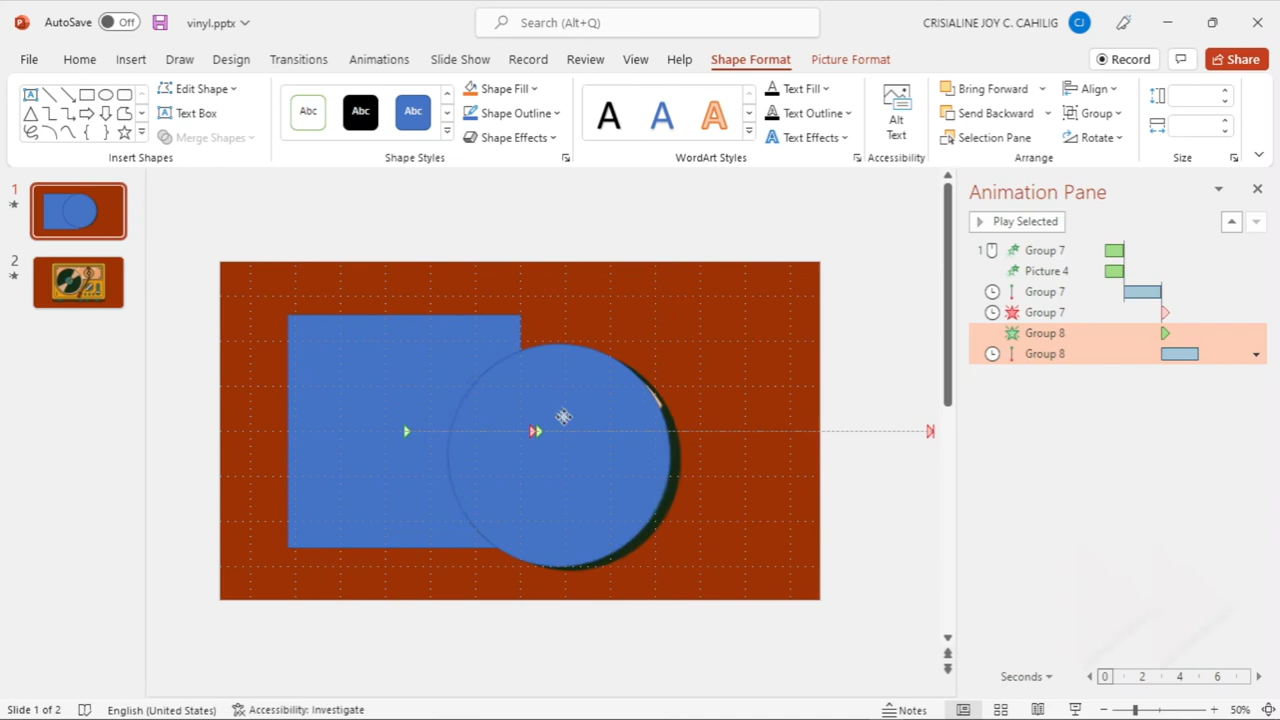 AutoSave Off vinyl.pptx Search (Alt+Q) CRISIALINE JOY C. CAHILIG CJ
File Home Insert Draw Design Transitions Animations Slide Show Record Review View Help Shape Format Picture Format Record Share
Edit Shape Shape Fill Text Fill Bring Forward Align
Text Box Abc Abc Abc Shape Outline A A A Text Outline Alt Text Send Backward Group
Merge Shapes Shape Effects Text Effects Selection Pane Rotate
Insert Shapes Shape Styles WordArt Styles Accessibility Arrange Size
Animation Pane
Play Selected
1 Group 7
Picture 4
Group 7
Group 7
Group 8
Group 8
1
2
Seconds 0 2 4 6
Slide 1 of 2 English (United States) Accessibility: Investigate Notes 50%